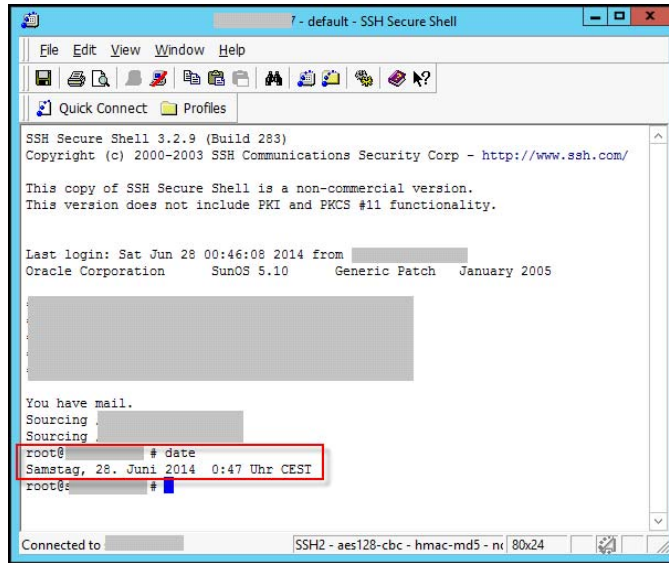 7 - default - SSH Secure Shell
File Edit View Window Help
Quick Connect Profiles
SSH Secure Shell 3.2.9 (Build 283)
Copyright (c) 2000-2003 SSH Communications Security Corp - http://www.ssh.com/
This copy of SSH Secure Shell is a non-commercial version.
This version does not include PKI and PKCS #11 functionality.
Last login: Sat Jun 28 00:46:08 2014 from
Oracle Corporation SunOS 5.10 Generic Patch January 2005
You have mail.
Sourcing
Sourcing
root@ # date
Samstag, 28. Juni 2014 0:47 Uhr CEST
root@s #
Connected to SSH2 - aes128-cbc - hmac-md5 - 80x24